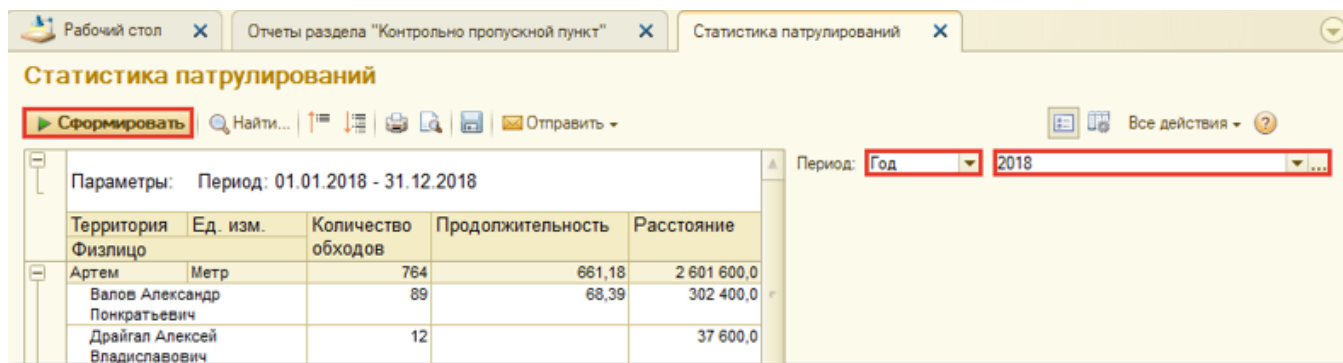 Рабочий стол
Отчеты раздела "Контрольно пропускной пункт"
Статистика патрулирований
Статистика патрулирований
Сформировать Найти... Отправить Все действия
Период: Год 2018
Параметры: Период: 01.01.2018 - 31.12.2018
Территория Ед. изм. Количество обходов Продолжительность Расстояние
Физлицо
Артем Метр 764 661,18 2 601 600,0
Валов Александр 89 68,39 302 400,0
Понкратьевич
Драйгал Алексей 12 37 600,0
Владиславович